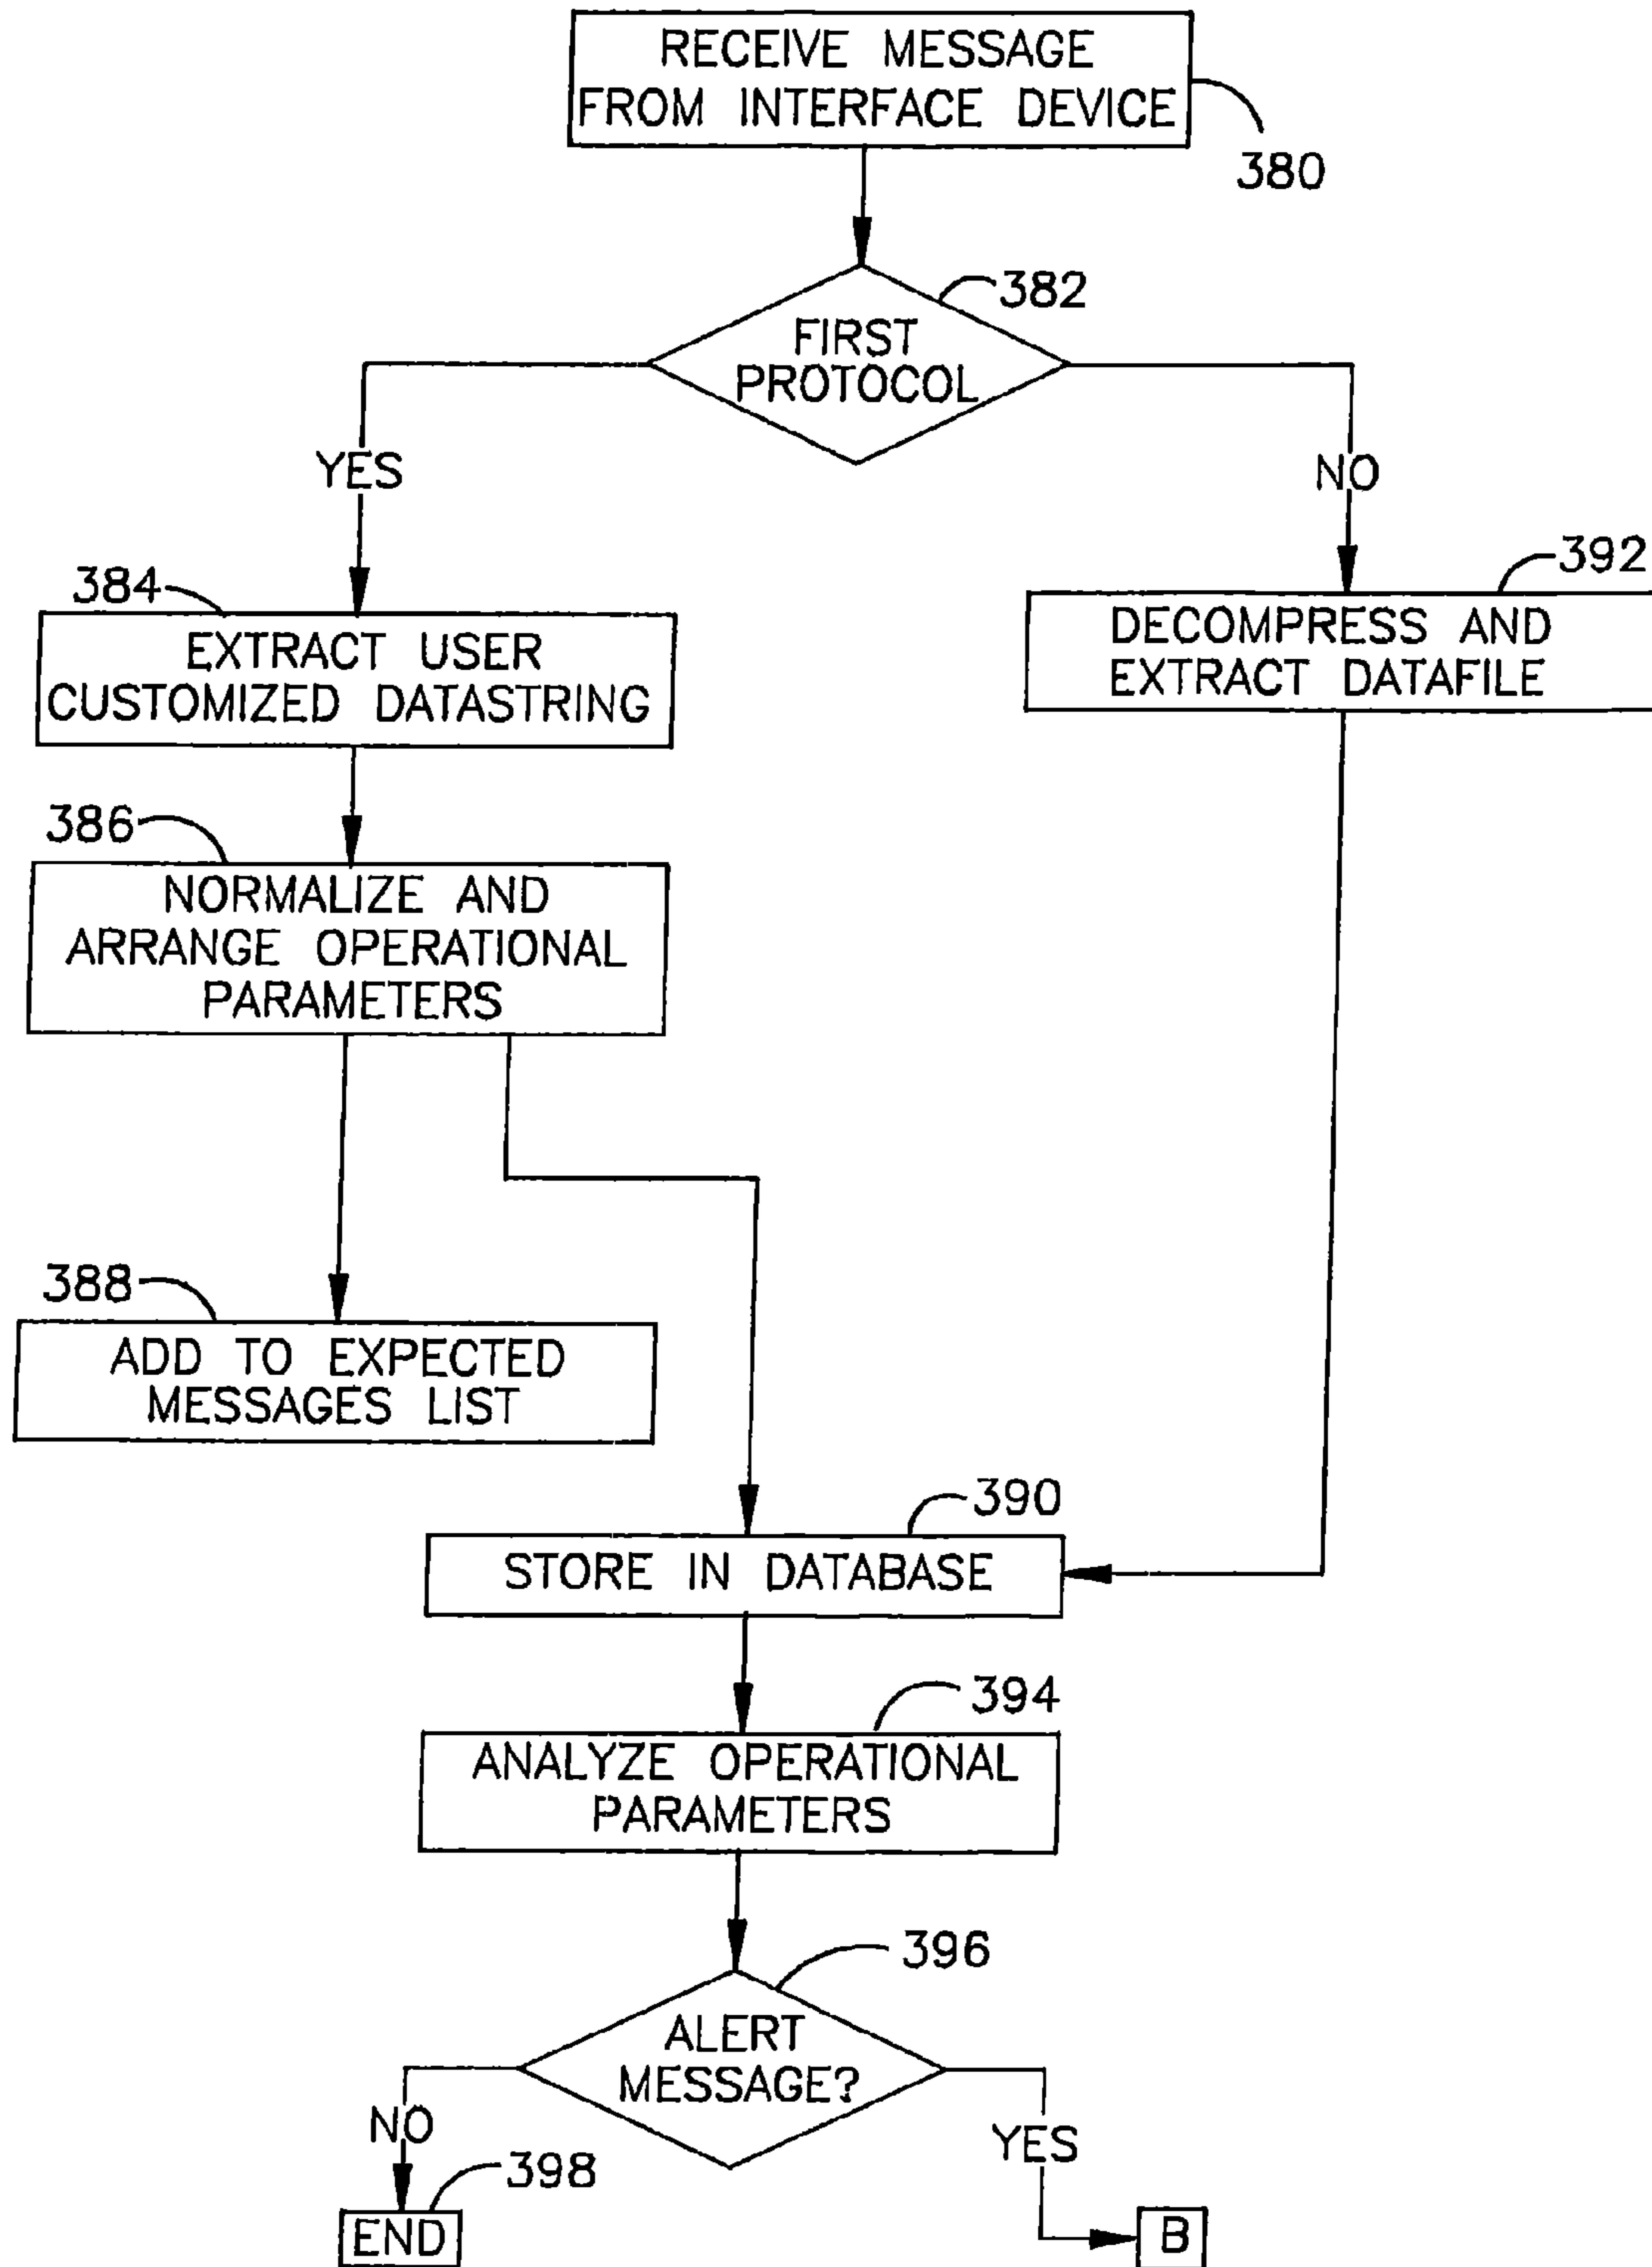 RECEIVE MESSAGE
FROM INTERFACE DEVICE
380
382
FIRST
PROTOCOL
YES
NO
384
EXTRACT USER
CUSTOMIZED DATASTRING
392
DECOMPRESS AND
EXTRACT DATAFILE
386
NORMALIZE AND
ARRANGE OPERATIONAL
PARAMETERS
388
ADD TO EXPECTED
MESSAGES LIST
390
STORE IN DATABASE
394
ANALYZE OPERATIONAL
PARAMETERS
396
ALERT
MESSAGE?
NO
YES
398
END
B